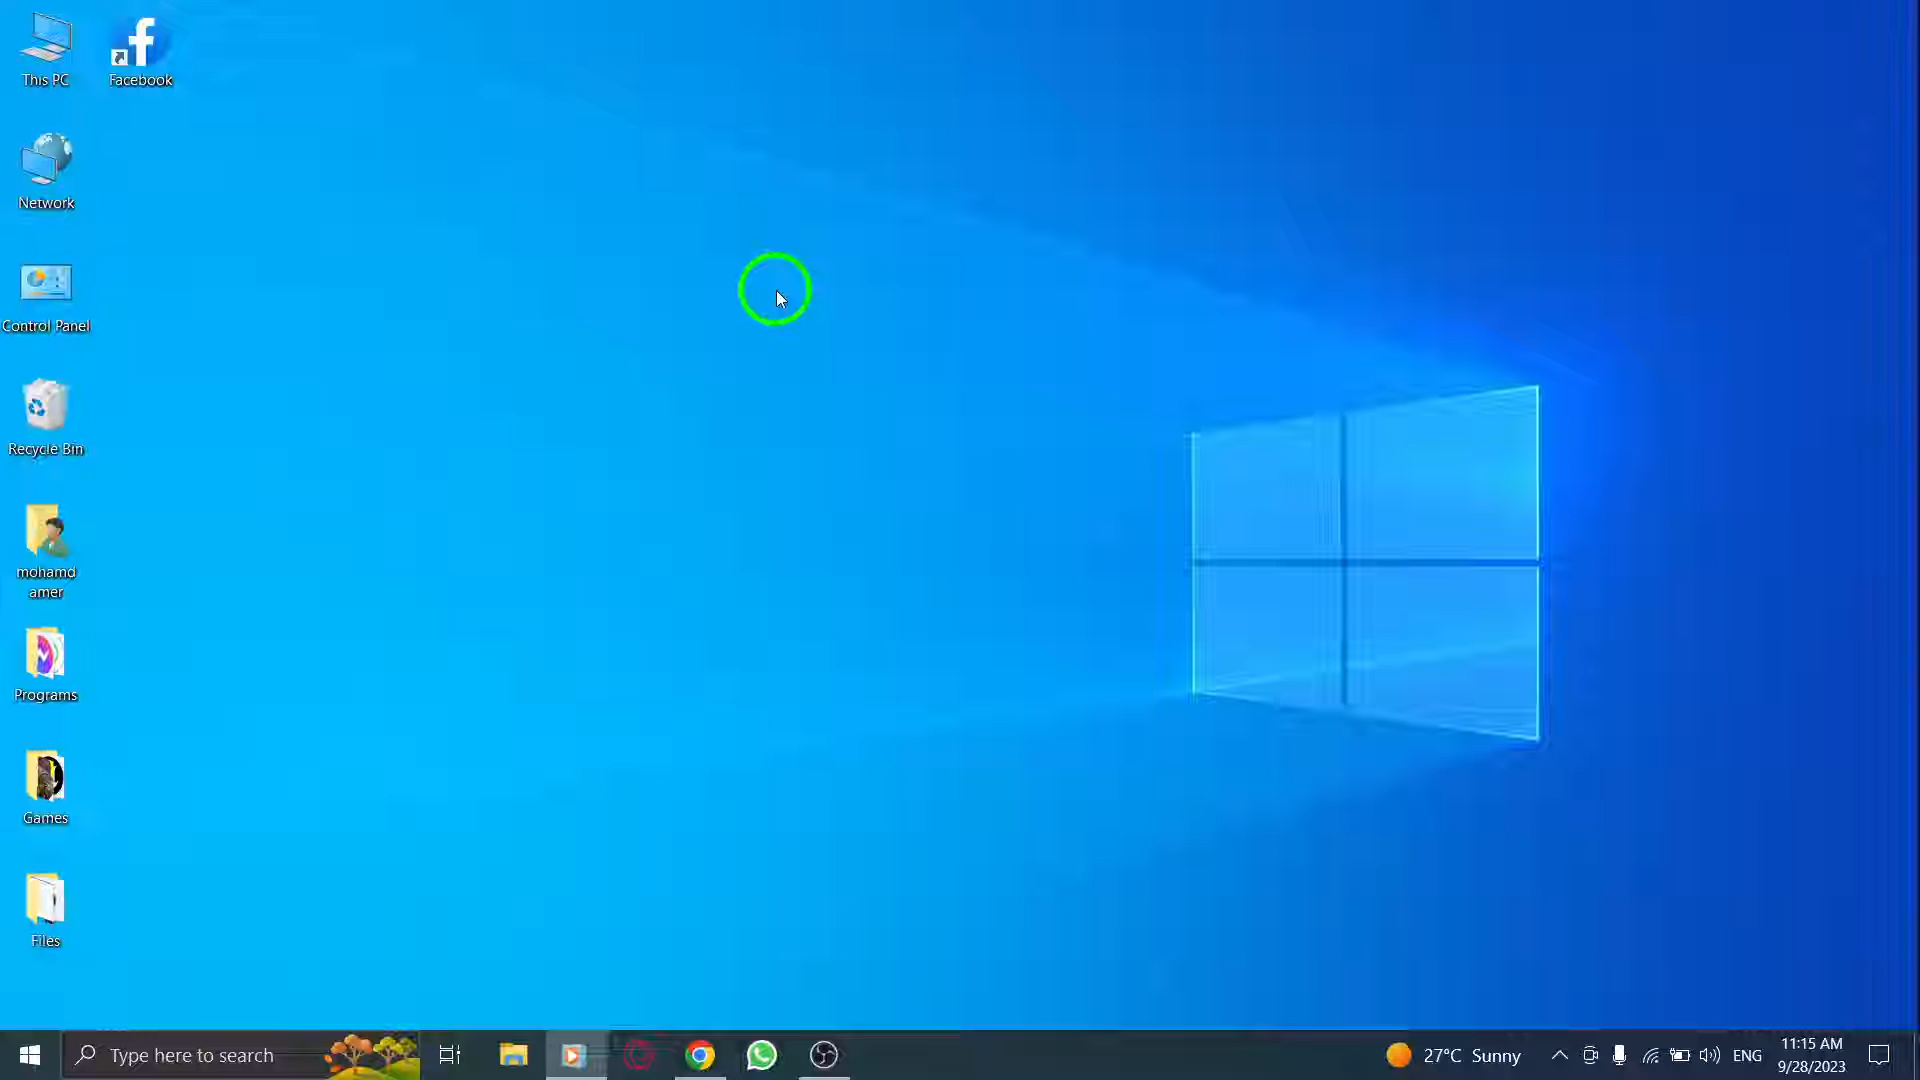 This PC
Facebook
Network
Control Panel
Recycle Bin
mohamd
amer
Programs
Games
Files
Type here to search
27°C Sunny
ENG
11:15 AM
9/28/2023